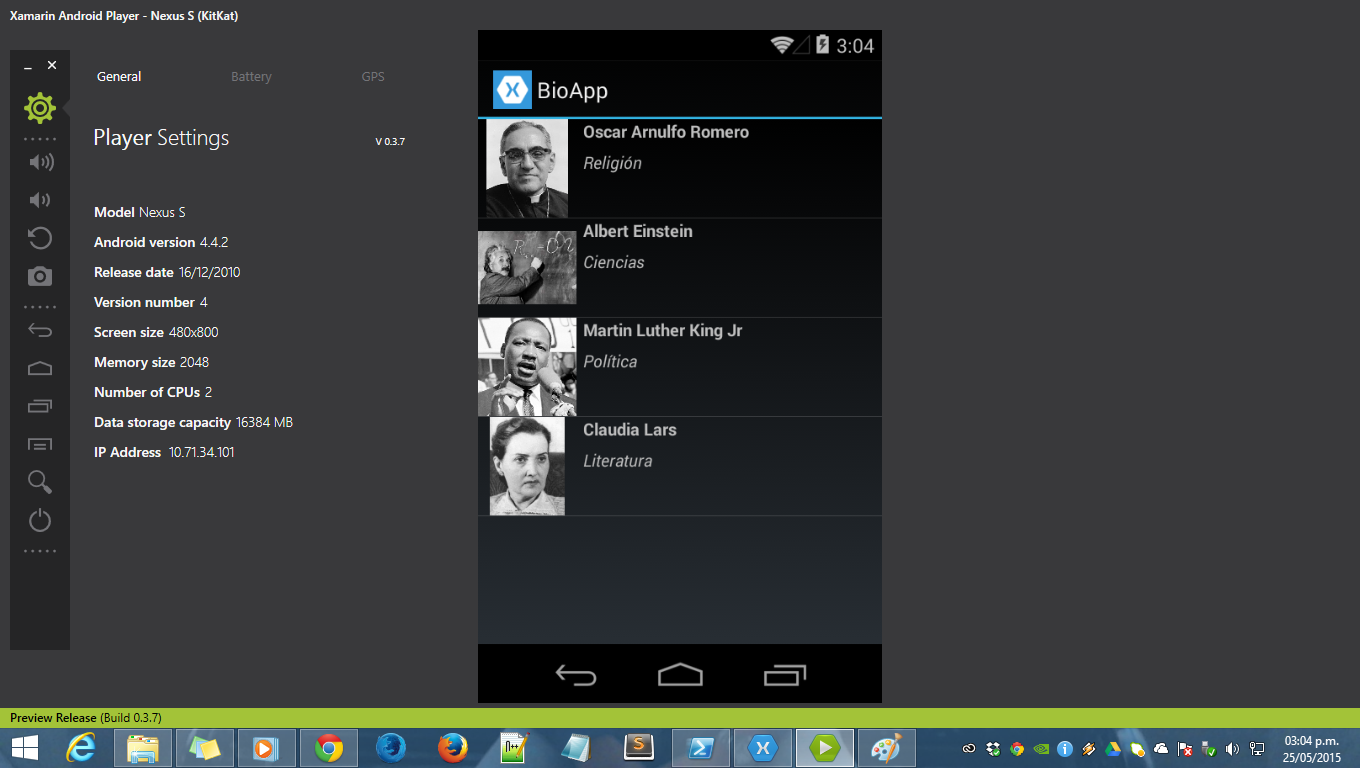 Xamarin Android Player - Nexus S (KitKat)
General
Battery
GPS
Player Settings
V 0.3.7
Model Nexus S
Android version 4.4.2
Release date 16/12/2010
Version number 4
Screen size 480x800
Memory size 2048
Number of CPUs 2
Data storage capacity 16384 MB
IP Address 10.71.34.101
3:04
BioApp
Oscar Arnulfo Romero
Religión
Albert Einstein
Ciencias
Martin Luther King Jr
Política
Claudia Lars
Literatura
Preview Release (Build 0.3.7)
03:04 p.m.
25/05/2015